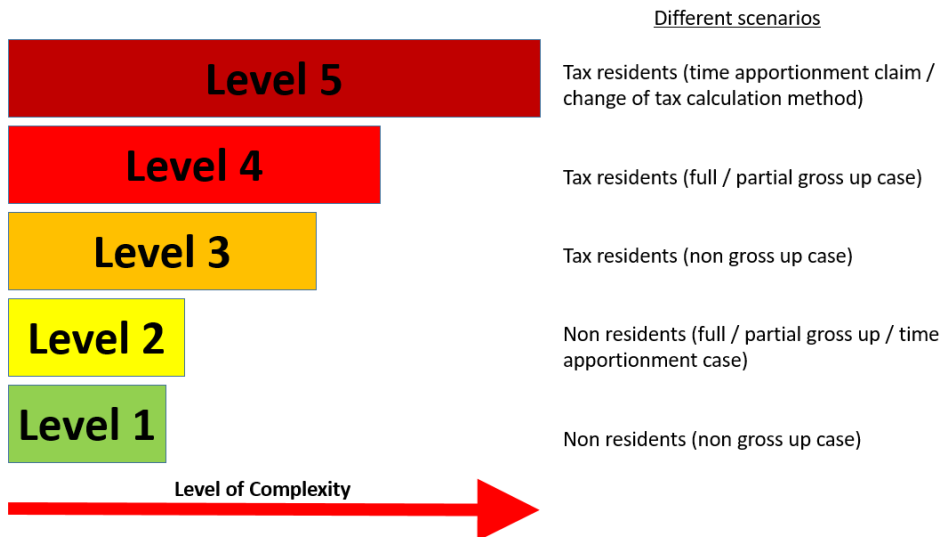 Different scenarios
Level 5
Tax residents (time apportionment claim /
change of tax calculation method)
Level 4
Tax residents (full / partial gross up case)
Level 3
Tax residents (non gross up case)
Level 2
Non residents (full / partial gross up / time
apportionment case)
Level 1
Non residents (non gross up case)
Level of Complexity